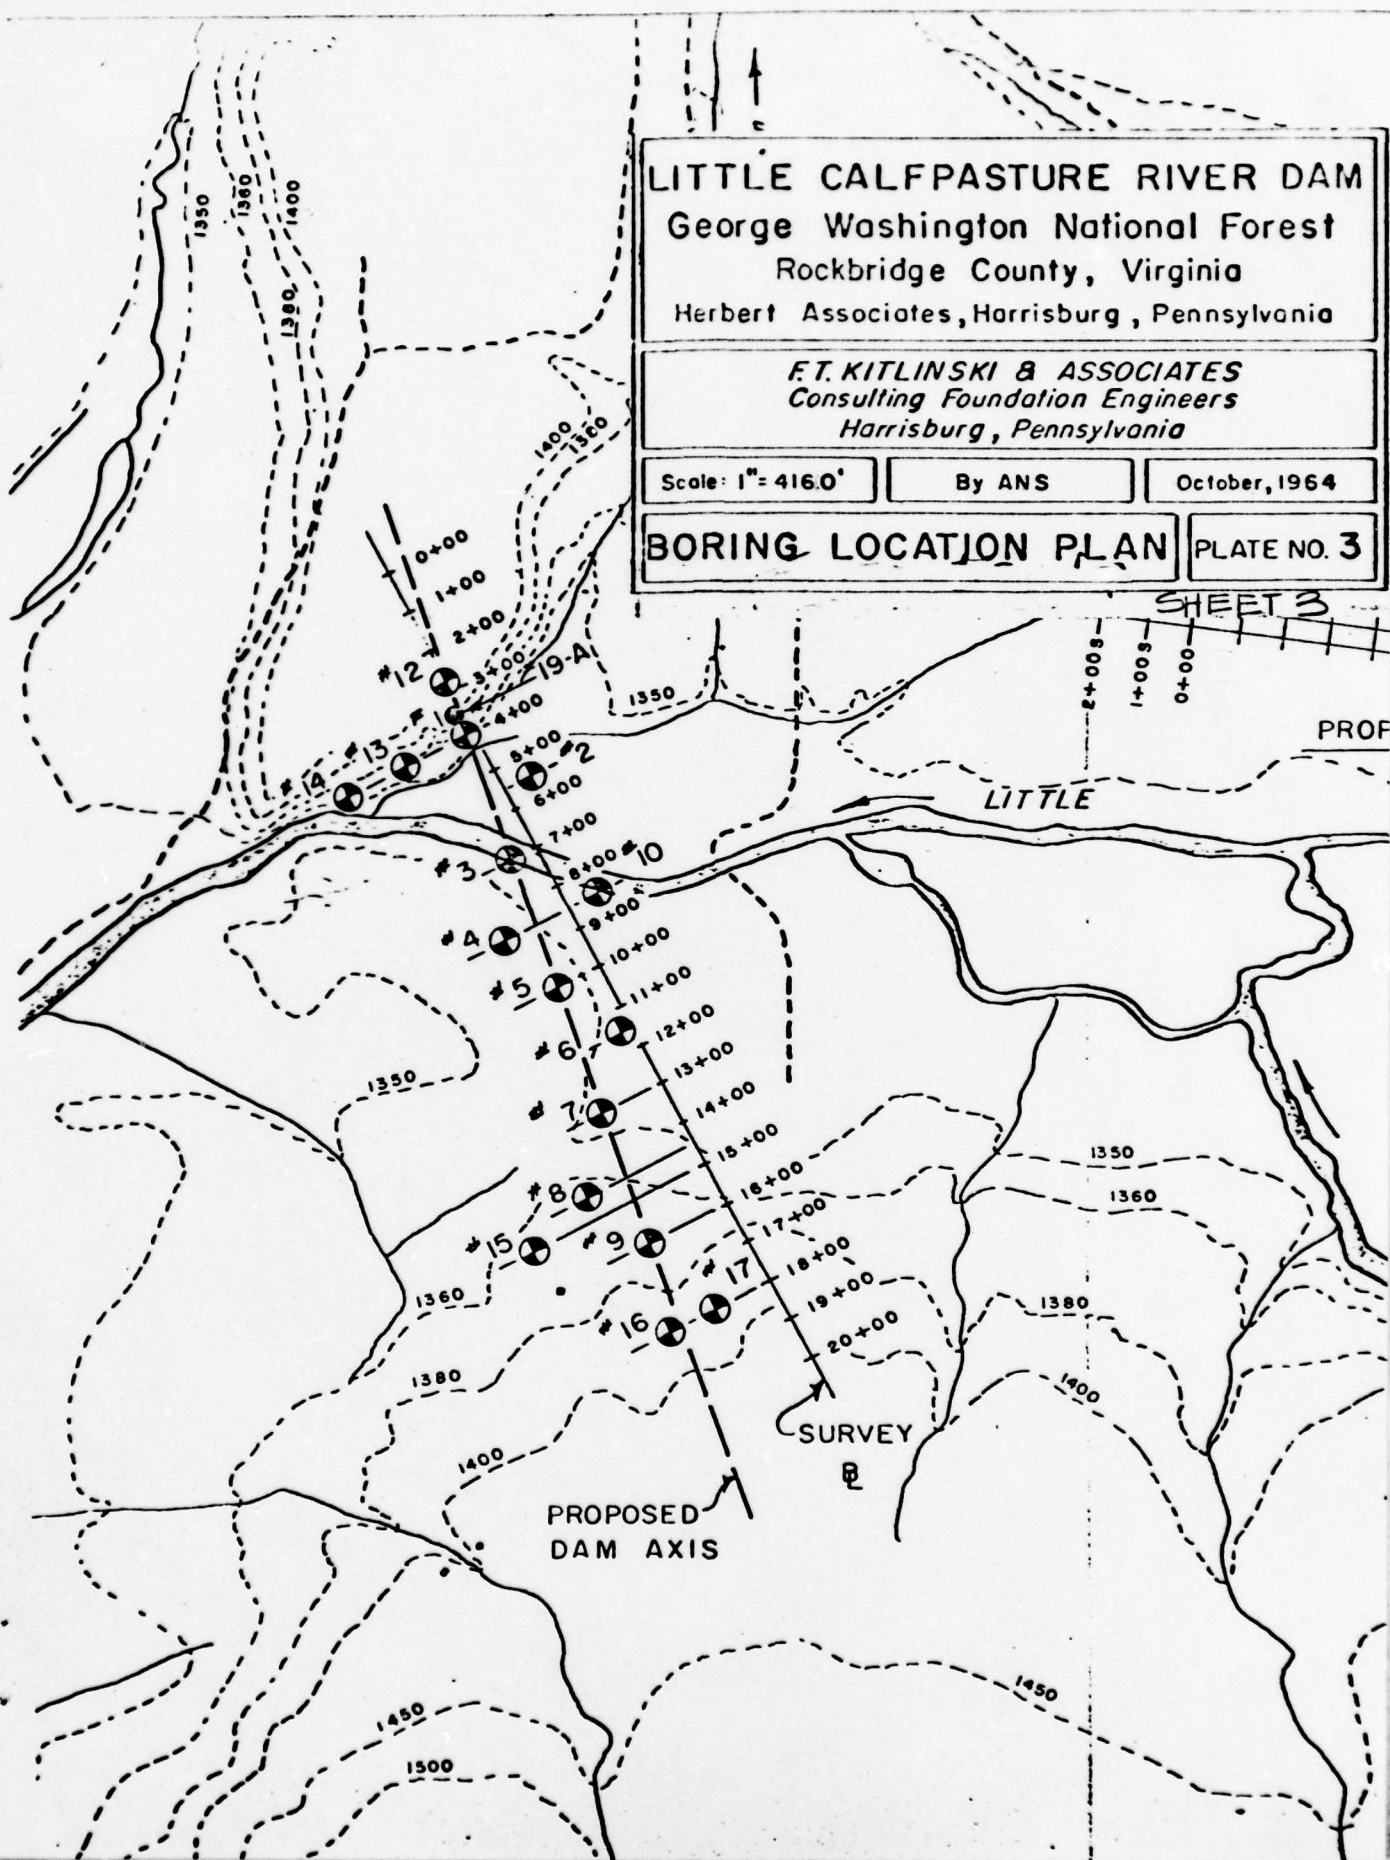 LITTLE CALFPASTURE RIVER DAM
George Washington National Forest
Rockbridge County, Virginia
Herbert Associates, Harrisburg, Pennsylvania
F.T. KITLINSKI & ASSOCIATES
Consulting Foundation Engineers
Harrisburg, Pennsylvania
Scale: 1"=416.0'
By ANS
October, 1964
BORING LOCATION PLAN
PLATE NO. 3
SHEET 3
1350
1360
1400
1380
1400
1380
0+00
1+00
2+00
#12
3+00
19-A
4+00
1350
2+00S
1+00S
0+00
#13
5+00
#2
PROP
#14
6+00
LITTLE
7+00
#3
8+00
#10
9+00
#4
10+00
#5
11+00
12+00
#6
13+00
1350
14+00
#7
15+00
1350
#8
16+00
1360
#15
#9
17+00
#17
18+00
1360
19+00
1380
#16
20+00
1380
1400
SURVEY
BL
1400
PROPOSED
DAM AXIS
1450
1450
1500